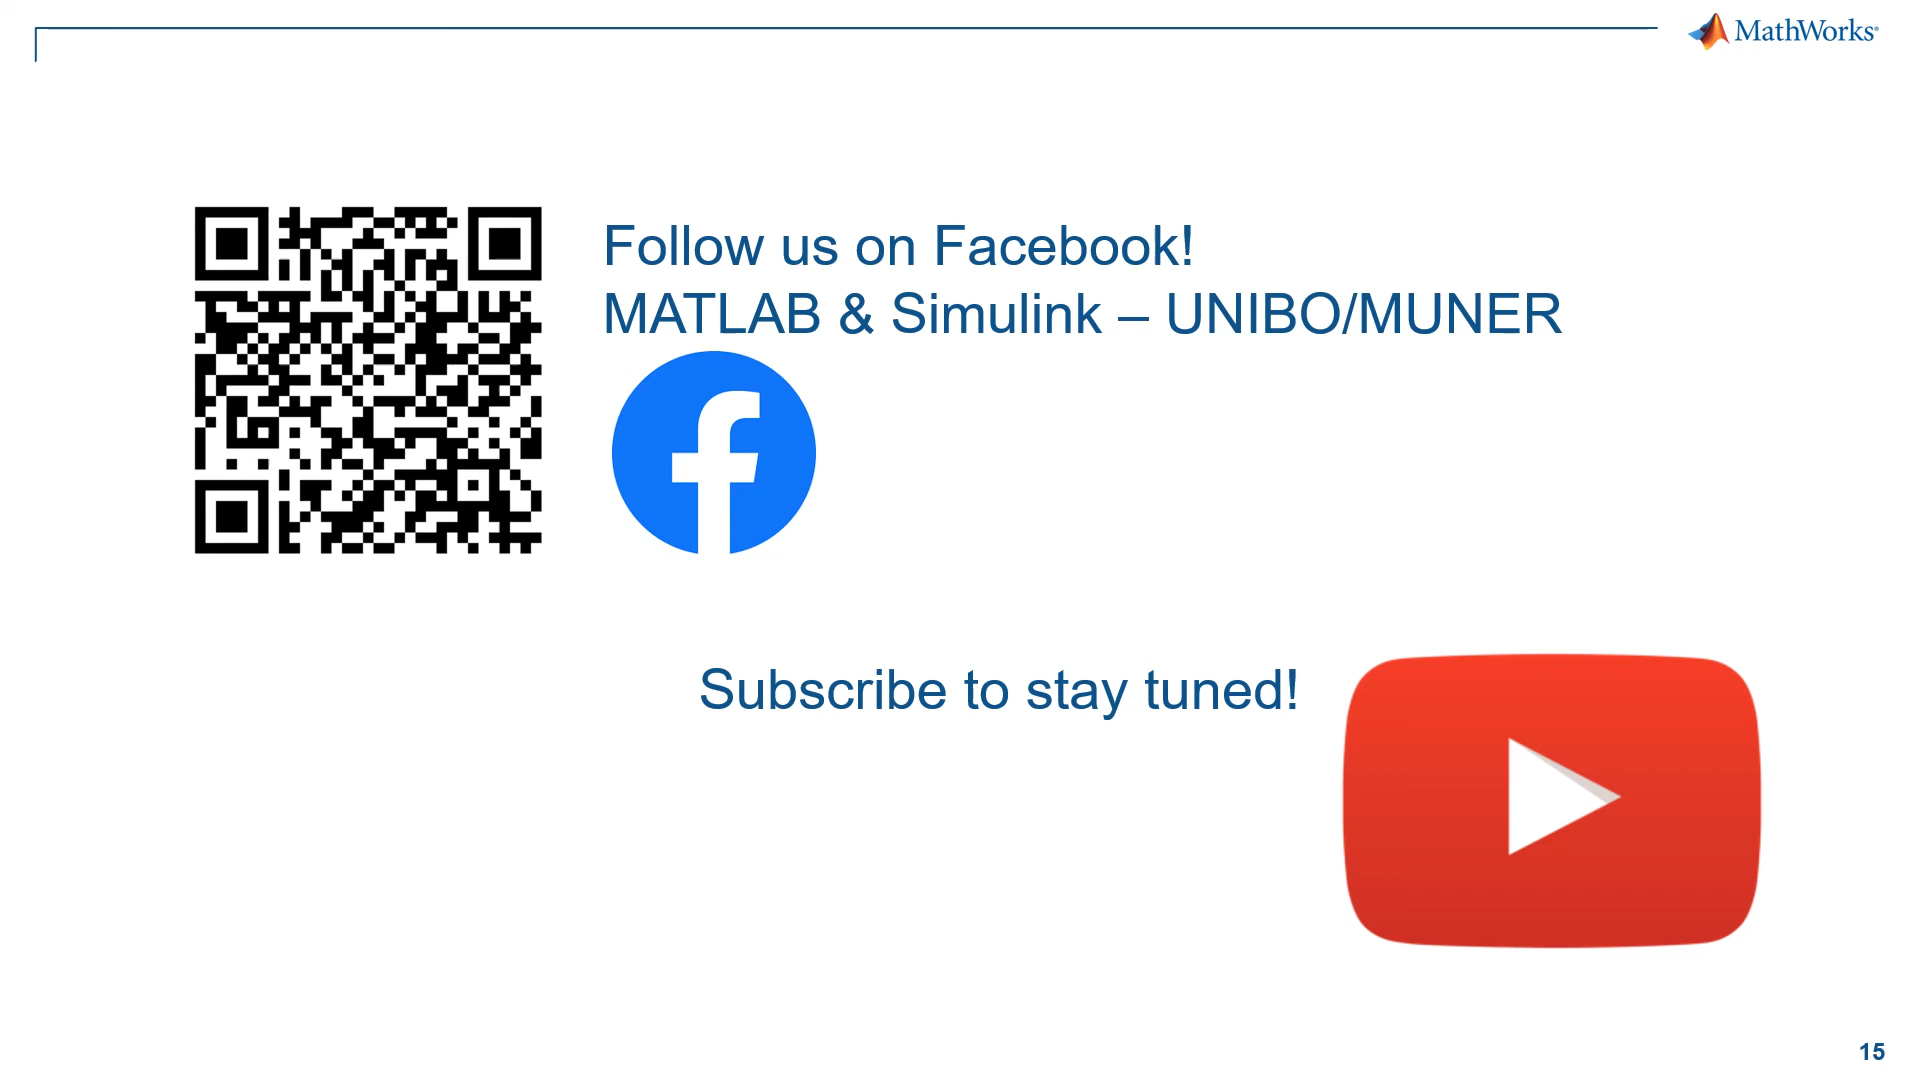 MathWorks
Follow us on Facebook!
MATLAB & Simulink – UNIBO/MUNER
Subscribe to stay tuned!
15